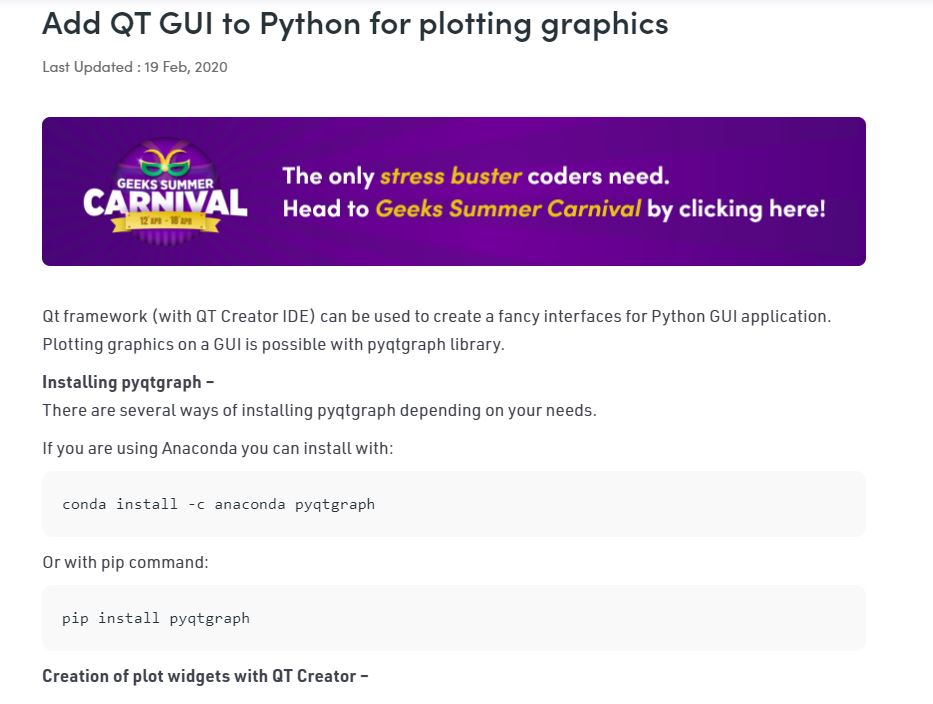 Add QT GUI to Python for plotting graphics
Last Updated : 19 Feb, 2020
GEEKS SUMMER
CARNIVAL
12 APR - 18 APR
The only stress buster coders need.
Head to Geeks Summer Carnival by clicking here!
Qt framework (with QT Creator IDE) can be used to create a fancy interfaces for Python GUI application.
Plotting graphics on a GUI is possible with pyqtgraph library.
Installing pyqtgraph –
There are several ways of installing pyqtgraph depending on your needs.
If you are using Anaconda you can install with:
conda install -c anaconda pyqtgraph
Or with pip command:
pip install pyqtgraph
Creation of plot widgets with QT Creator –